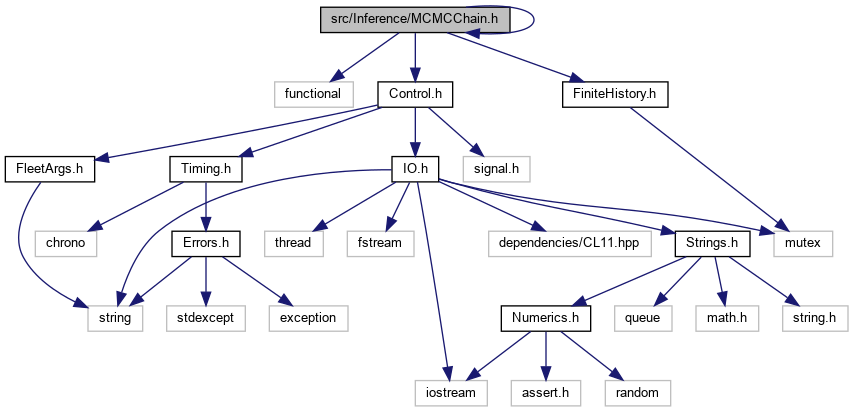 src/Inference/MCMCChain.h
functional
Control.h
FiniteHistory.h
FleetArgs.h
Timing.h
IO.h
signal.h
chrono
Errors.h
thread
fstream
dependencies/CL11.hpp
Strings.h
mutex
string
stdexcept
exception
Numerics.h
queue
math.h
string.h
iostream
assert.h
random